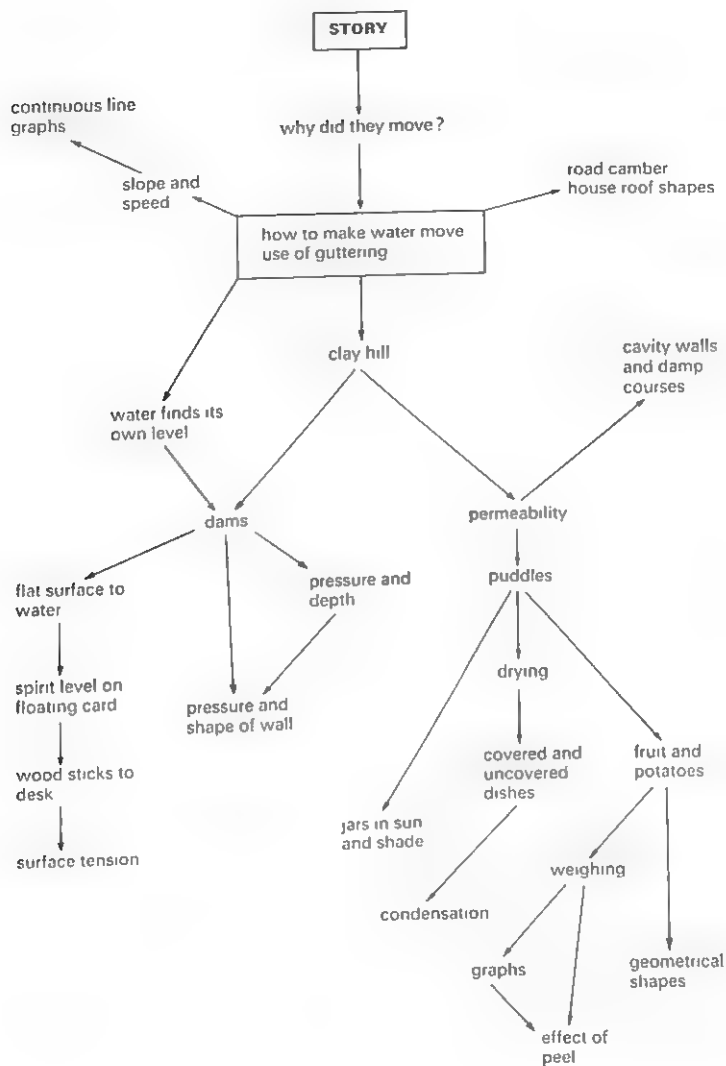 STORY
continuous line
graphs
why did they move?
slope and
speed
road camber
house roof shapes
how to make water move
use of guttering
clay hill
cavity walls
and damp
courses
water finds its
own level
dams
permeability
flat surface to
water
pressure and
depth
puddles
drying
spirit level on
floating card
pressure and
shape of wall
covered and
uncovered
dishes
fruit and
potatoes
wood sticks to
desk
jars in sun
and shade
surface tension
weighing
condensation
graphs
geometrical
shapes
effect of
peel